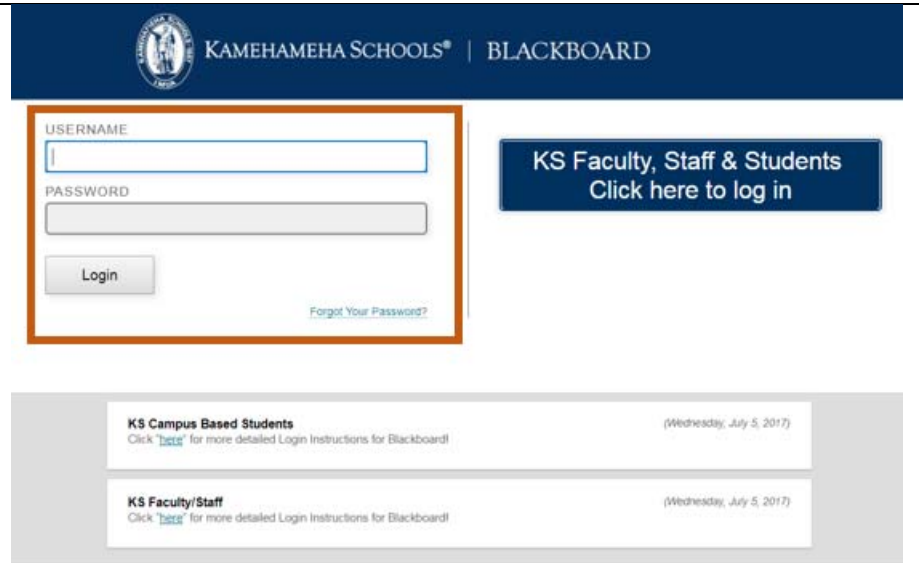 KAMEHAMEHA SCHOOLS® | BLACKBOARD
USERNAME
PASSWORD
Login
Forgot Your Password?
KS Faculty, Staff & Students
Click here to log in
KS Campus Based Students
(Wednesday, July 5, 2017)
Click "here" for more detailed Login Instructions for Blackboard!
KS Faculty/Staff
(Wednesday, July 5, 2017)
Click "here" for more detailed Login Instructions for Blackboard!